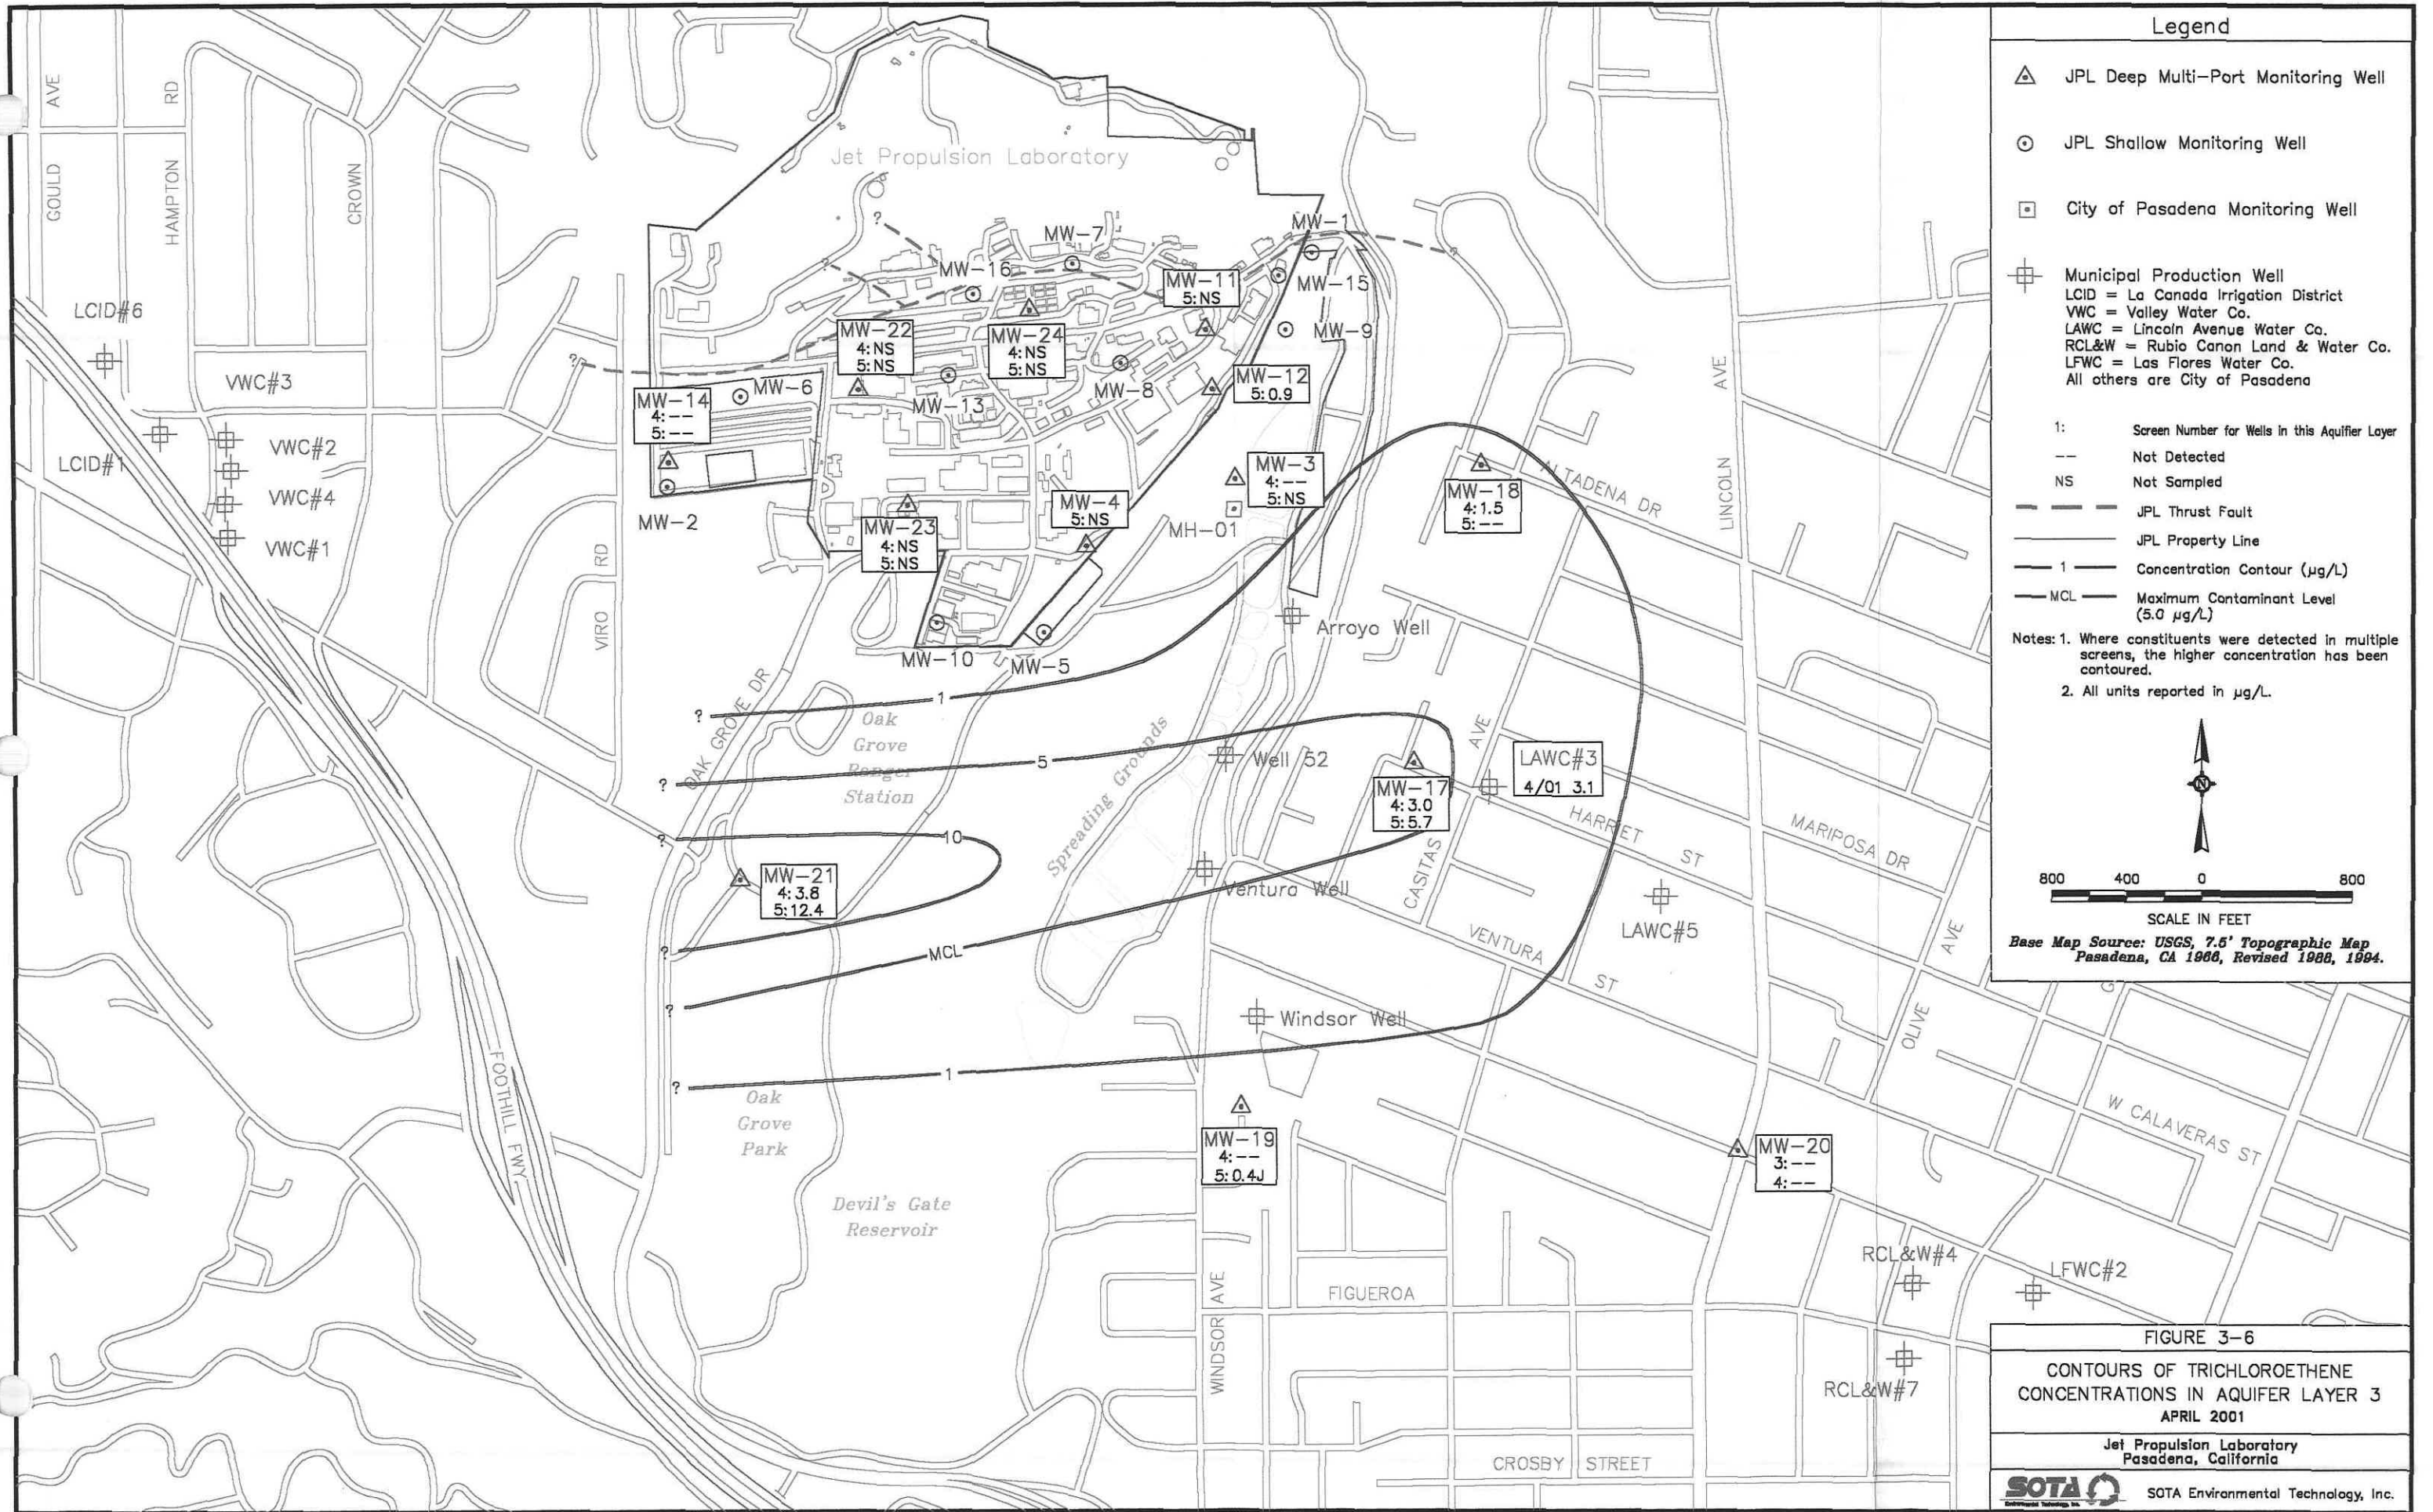 GOULD
AVE
HAMPTON
RD
CROWN
LCID#6
VWC#3
LCID#1
VWC#2
VWC#4
VWC#1
VIRO
RD
Jet Propulsion Laboratory
?
?
?
MW-7
MW-1
MW-16
MW-11
5: NS
MW-15
MW-22
4: NS
5: NS
MW-24
4: NS
5: NS
MW-9
MW-14
4: --
5: --
MW-6
MW-13
MW-8
MW-12
5: 0.9
MW-3
4: --
5: NS
MW-18
4: 1.5
5: --
MW-2
MW-23
4: NS
5: NS
MW-4
5: NS
MH-01
ALTADENA DR
LINCOLN
AVE
MW-10
MW-5
Arroyo Well
?
1
OAK GROVE DR
Oak
Grove
Ranger
Station
?
5
Spreading Grounds
Well 52
AVE
CASITAS
MW-17
4: 3.0
5: 5.7
LAWC#3
4/01 3.1
HARRIET
ST
MARIPOSA DR
?
10
MW-21
4: 3.8
5: 12.4
Ventura Well
LAWC#5
?
MCL
VENTURA
ST
?
Windsor Well
?
1
AVE
OLIVE
Oak
Grove
Park
FOOTHILL FWY
MW-19
4: --
5: 0.4J
MW-20
3: --
4: --
W CALAVERAS ST
Devil's Gate
Reservoir
WINDSOR
AVE
FIGUEROA
RCL&W#4
LFWC#2
RCL&W#7
CROSBY STREET
Legend
JPL Deep Multi-Port Monitoring Well
JPL Shallow Monitoring Well
City of Pasadena Monitoring Well
Municipal Production Well
LCID = La Canada Irrigation District
VWC = Valley Water Co.
LAWC = Lincoln Avenue Water Co.
RCL&W = Rubio Canon Land & Water Co.
LFWC = Las Flores Water Co.
All others are City of Pasadena
1: Screen Number for Wells in this Aquifier Layer
-- Not Detected
NS Not Sampled
JPL Thrust Fault
JPL Property Line
1 Concentration Contour (µg/L)
MCL Maximum Contaminant Level
(5.0 µg/L)
Notes: 1. Where constituents were detected in multiple
screens, the higher concentration has been
contoured.
2. All units reported in µg/L.
N
800 400 0 800
SCALE IN FEET
Base Map Source: USGS, 7.5' Topographic Map
Pasadena, CA 1966, Revised 1988, 1994.
FIGURE 3-6
CONTOURS OF TRICHLOROETHENE
CONCENTRATIONS IN AQUIFER LAYER 3
APRIL 2001
Jet Propulsion Laboratory
Pasadena, California
SOTA
SOTA Environmental Technology, Inc.